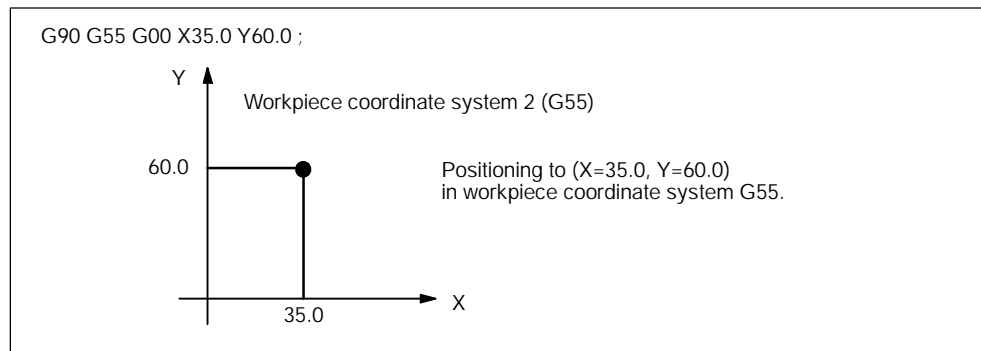 G90 G55 G00 X35.0 Y60.0 ;
Y
Workpiece coordinate system 2 (G55)
60.0
Positioning to (X=35.0, Y=60.0)
in workpiece coordinate system G55.
X
35.0